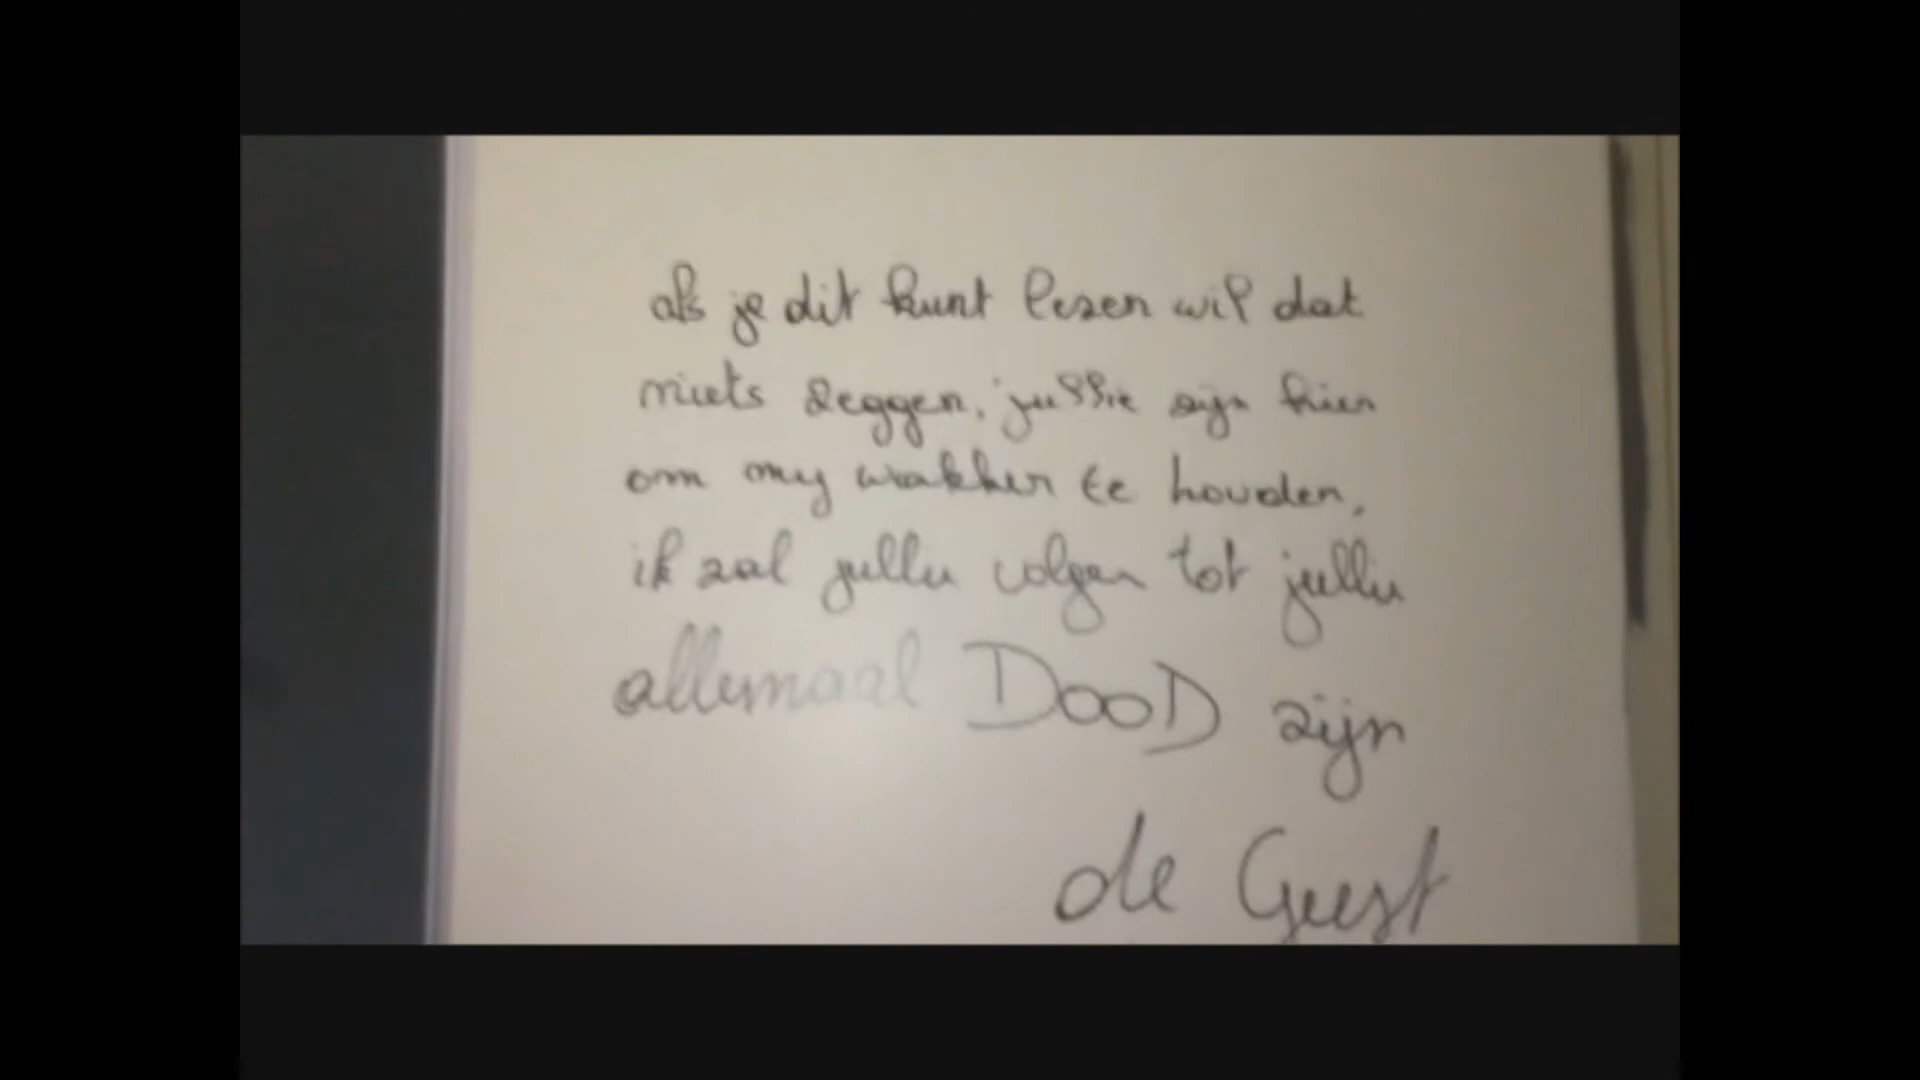 als je dit kunt lezen wil dat
niets zeggen, jullie zijn hier
om mij wakker te houden,
ik zal jullie volgen tot jullie
allemaal DOOD zijn
de Geest